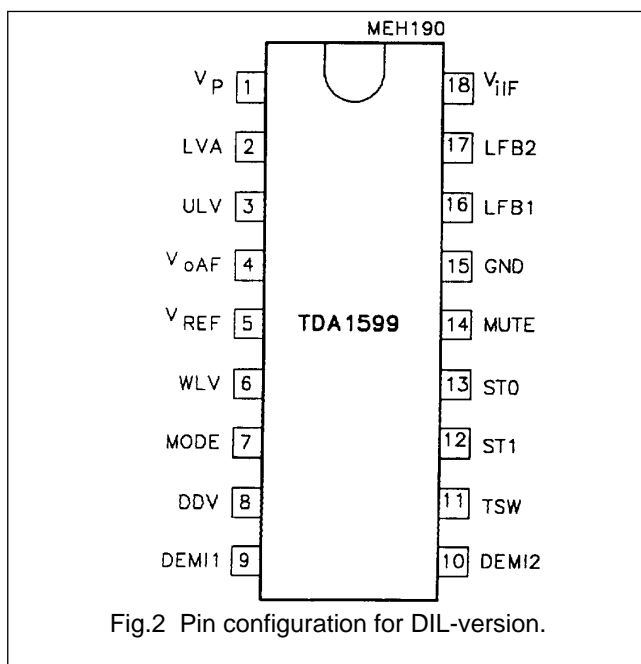 MEH190
VP 1
18 ViIF
LVA 2
17 LFB2
ULV 3
16 LFB1
VoAF 4
15 GND
VREF 5
TDA1599
14 MUTE
WLV 6
13 ST0
MODE 7
12 ST1
DDV 8
11 TSW
DEMI1 9
10 DEMI2
Fig.2 Pin configuration for DIL-version.